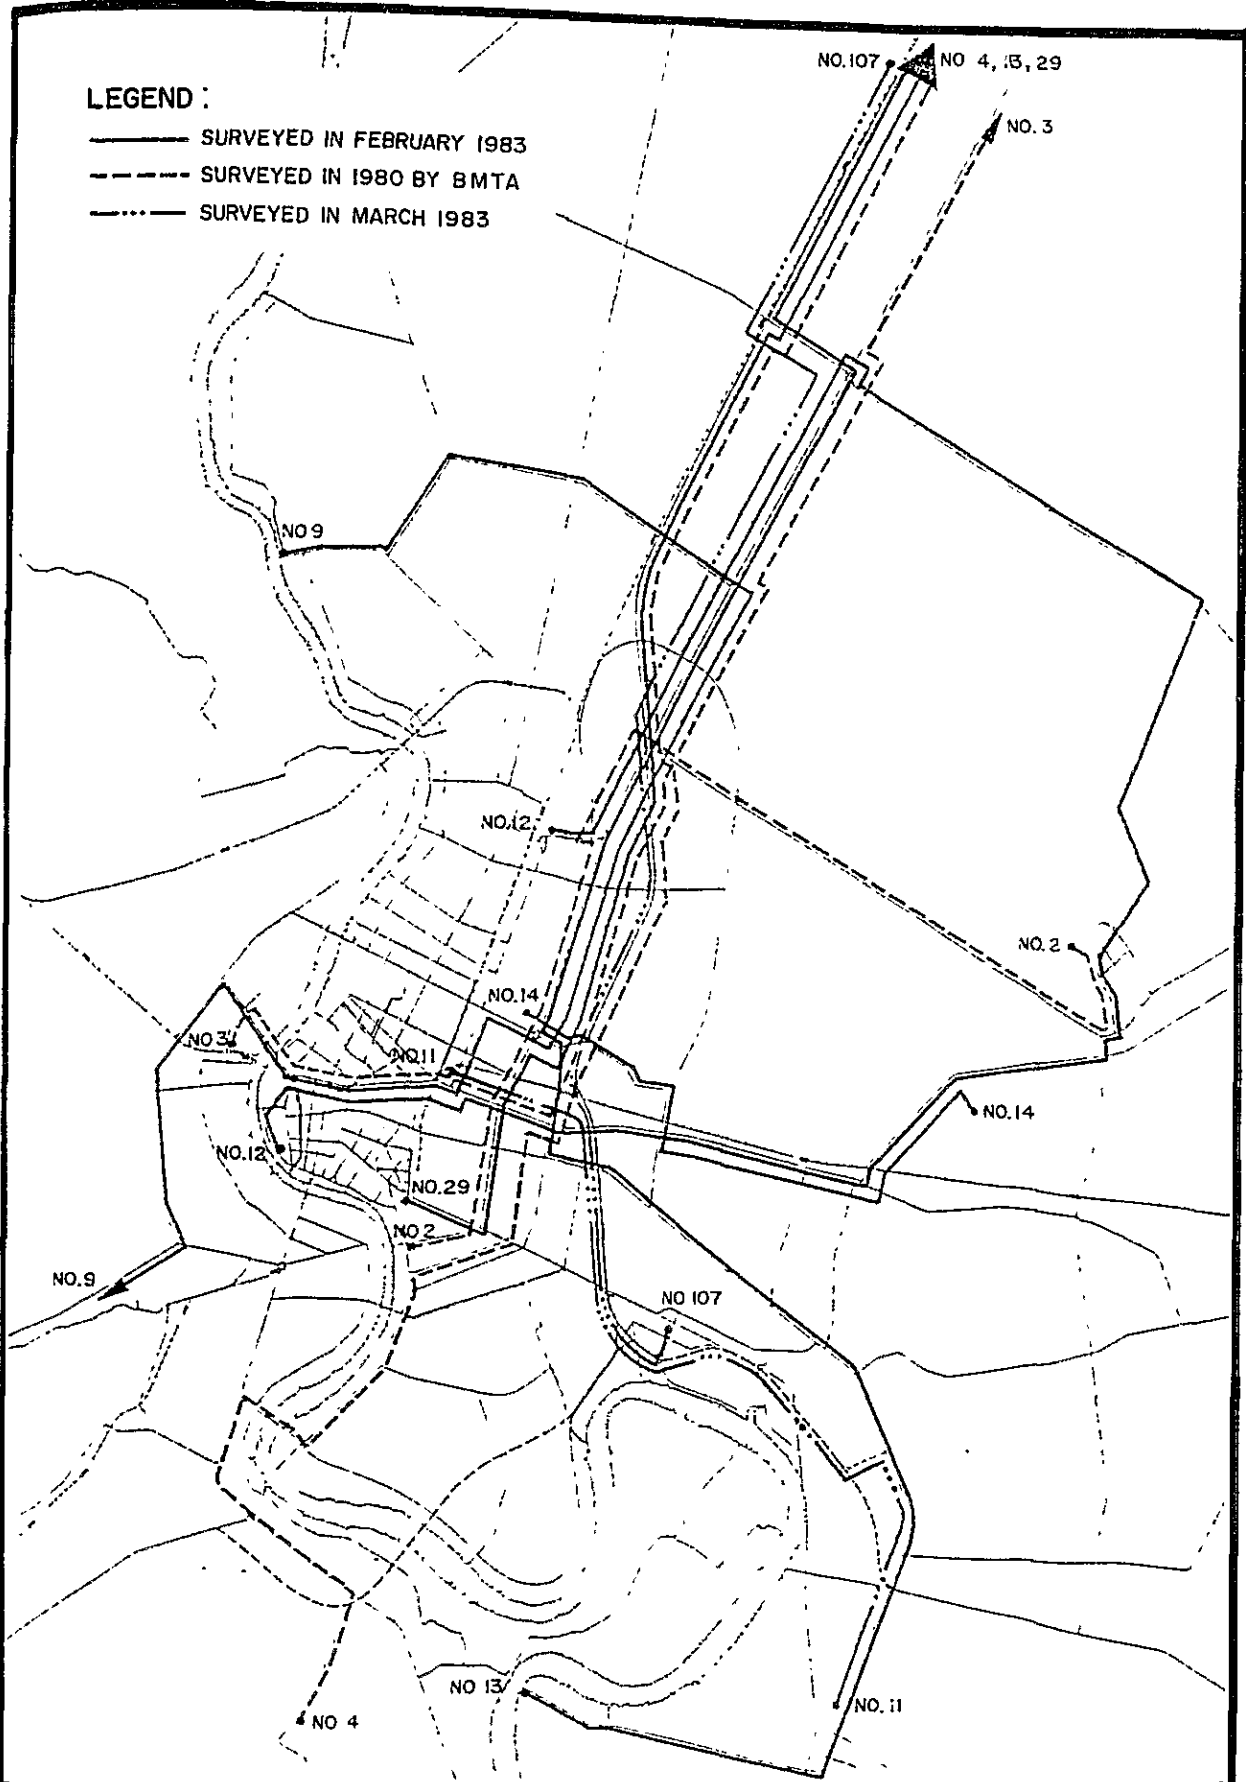 NO.107
NO 4, 13, 29
NO.3
LEGEND :
SURVEYED IN FEBRUARY 1983
SURVEYED IN 1980 BY BMTA
SURVEYED IN MARCH 1983
NO 9
NO.12
NO. 2
NO.14
NO 3
NO.11
NO.14
NO.12
NO.29
NO 2
NO.9
NO 107
NO 13
NO.11
NO 4